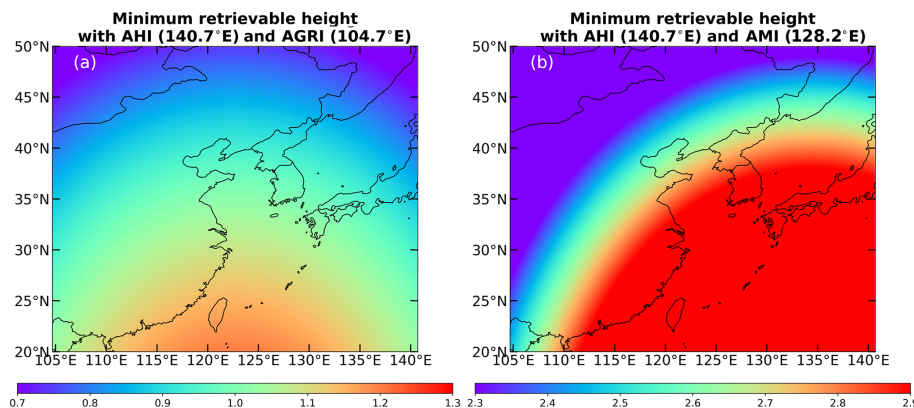 Minimum retrievable height
with AHI (140.7°E) and AGRI (104.7°E)
(a)
50°N
45°N
40°N
35°N
30°N
25°N
20°N
105°E 110°E 115°E 120°E 125°E 130°E 135°E 140°E
0.7 0.8 0.9 1.0 1.1 1.2 1.3
Minimum retrievable height
with AHI (140.7°E) and AMI (128.2°E)
(b)
50°N
45°N
40°N
35°N
30°N
25°N
20°N
105°E 110°E 115°E 120°E 125°E 130°E 135°E 140°E
2.3 2.4 2.5 2.6 2.7 2.8 2.9